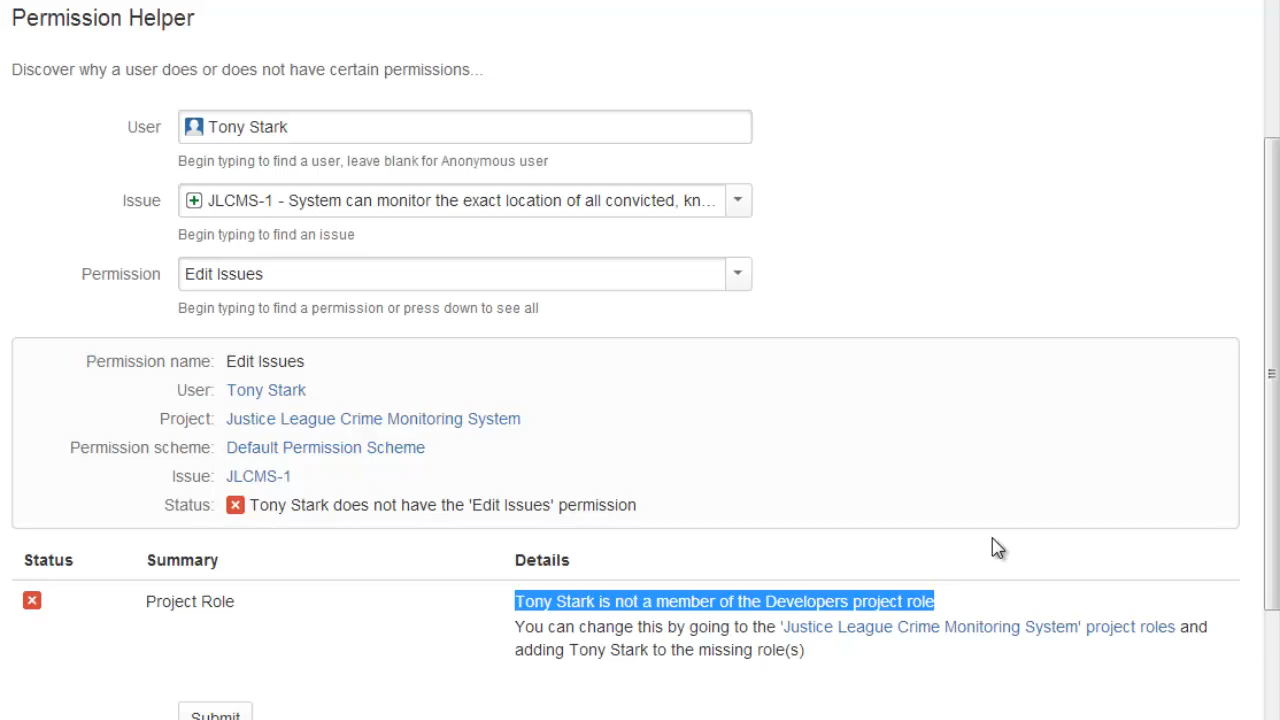 Permission Helper
Discover why a user does or does not have certain permissions...
User Tony Stark
Begin typing to find a user, leave blank for Anonymous user
Issue JLCMS-1 - System can monitor the exact location of all convicted, kn...
Begin typing to find an issue
Permission Edit Issues
Begin typing to find a permission or press down to see all
Permission name: Edit Issues
User: Tony Stark
Project: Justice League Crime Monitoring System
Permission scheme: Default Permission Scheme
Issue: JLCMS-1
Status: Tony Stark does not have the 'Edit Issues' permission
Status Summary Details
Project Role Tony Stark is not a member of the Developers project role
You can change this by going to the 'Justice League Crime Monitoring System' project roles and
adding Tony Stark to the missing role(s)
Submit